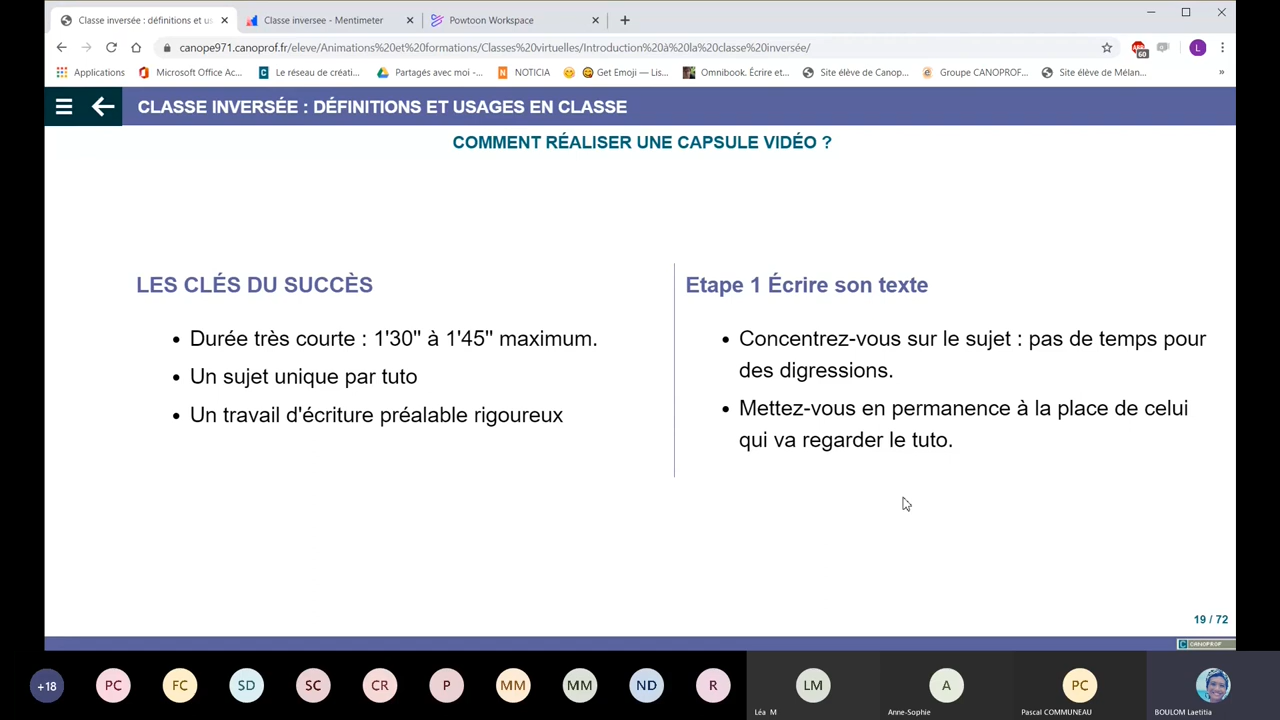 Classe inversée : définitions et us
Classe inversee - Mentimeter
Powtoon Workspace
canope971.canoprof.fr/eleve/Animations%20et%20formations/Classes%20virtuelles/Introduction%20à%20la%20classe%20inversée/
60
L
Applications
Microsoft Office Ac...
Le réseau de créati...
Partagés avec moi -...
NOTICIA
Get Emoji — Lis...
Omnibook. Écrire et...
Site élève de Canop...
Groupe CANOPROF...
Site élève de Mélan...
»
CLASSE INVERSÉE : DÉFINITIONS ET USAGES EN CLASSE
COMMENT RÉALISER UNE CAPSULE VIDÉO ?
LES CLÉS DU SUCCÈS
• Durée très courte : 1'30" à 1'45" maximum.
• Un sujet unique par tuto
• Un travail d'écriture préalable rigoureux
Etape 1 Écrire son texte
• Concentrez-vous sur le sujet : pas de temps pour
des digressions.
• Mettez-vous en permanence à la place de celui
qui va regarder le tuto.
19 / 72
CANOPROF
+18
PC
FC
SD
SC
CR
P
MM
MM
ND
R
LM
Léa M
A
Anne-Sophie
PC
Pascal COMMUNEAU
BOULOM Laetitia